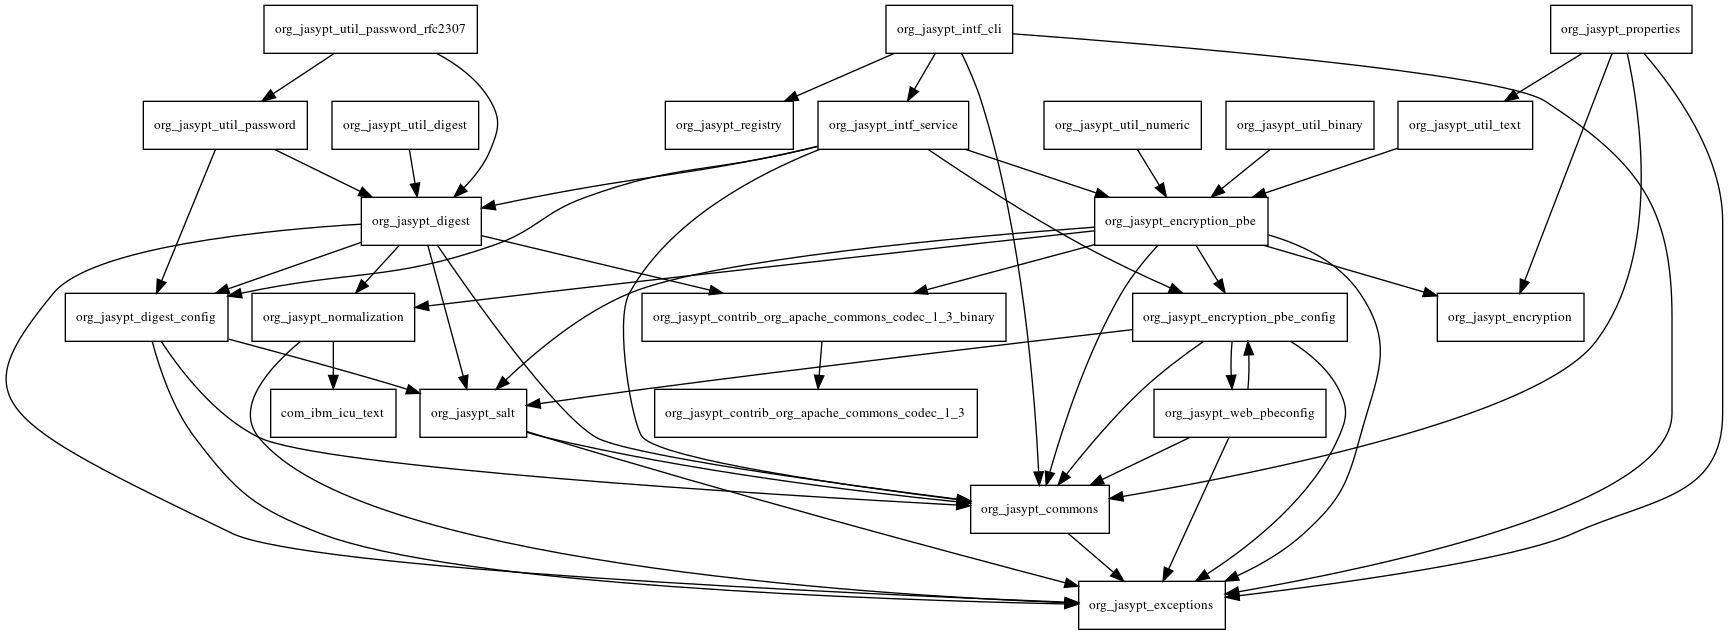 org_jasypt_util_password_rfc2307
org_jasypt_intf_cli
org_jasypt_properties
org_jasypt_util_password
org_jasypt_util_digest
org_jasypt_registry
org_jasypt_intf_service
org_jasypt_util_numeric
org_jasypt_util_binary
org_jasypt_util_text
org_jasypt_digest
org_jasypt_encryption_pbe
org_jasypt_digest_config
org_jasypt_normalization
org_jasypt_contrib_org_apache_commons_codec_1_3_binary
org_jasypt_encryption_pbe_config
org_jasypt_encryption
com_ibm_icu_text
org_jasypt_salt
org_jasypt_contrib_org_apache_commons_codec_1_3
org_jasypt_web_pbeconfig
org_jasypt_commons
org_jasypt_exceptions